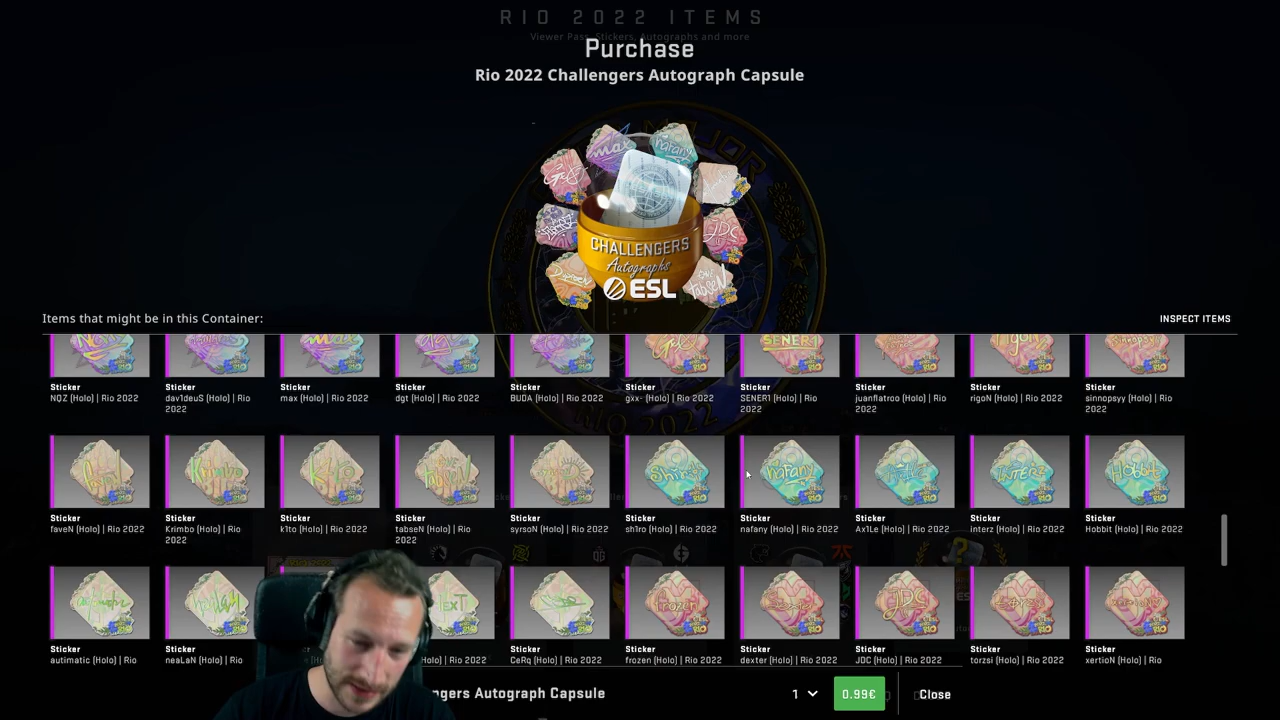 RIO 2022 ITEMS
Viewer Pass, Stickers, Autographs and more
Purchase
Rio 2022 Challengers Autograph Capsule
CHALLENGERS
Autographs
ESL
Items that might be in this Container:
INSPECT ITEMS
Sticker Sticker Sticker Sticker Sticker Sticker Sticker Sticker Sticker Sticker
NQZ (Holo) | Rio 2022 dav1deuS (Holo) | Rio 2022 max (Holo) | Rio 2022 dgt (Holo) | Rio 2022 BUDA (Holo) | Rio 2022 gxx- (Holo) | Rio 2022 SENER1 (Holo) | Rio 2022 juanflatroo (Holo) | Rio 2022 rigoN (Holo) | Rio 2022 sinnopsyy (Holo) | Rio 2022
Sticker Sticker Sticker Sticker Sticker Sticker Sticker Sticker Sticker Sticker
faveN (Holo) | Rio 2022 Krimbo (Holo) | Rio 2022 k1to (Holo) | Rio 2022 tabseN (Holo) | Rio 2022 syrsoN (Holo) | Rio 2022 sh1ro (Holo) | Rio 2022 nafany (Holo) | Rio 2022 Ax1Le (Holo) | Rio 2022 interz (Holo) | Rio 2022 Hobbit (Holo) | Rio 2022
Sticker Sticker Sticker Sticker Sticker Sticker Sticker Sticker Sticker
autimatic (Holo) | Rio neaLaN (Holo) | Rio (Holo) | Rio 2022 CeRq (Holo) | Rio 2022 frozen (Holo) | Rio 2022 dexter (Holo) | Rio 2022 JDC (Holo) | Rio 2022 torzsi (Holo) | Rio 2022 xertioN (Holo) | Rio
ngers Autograph Capsule
1
0.99€
Close